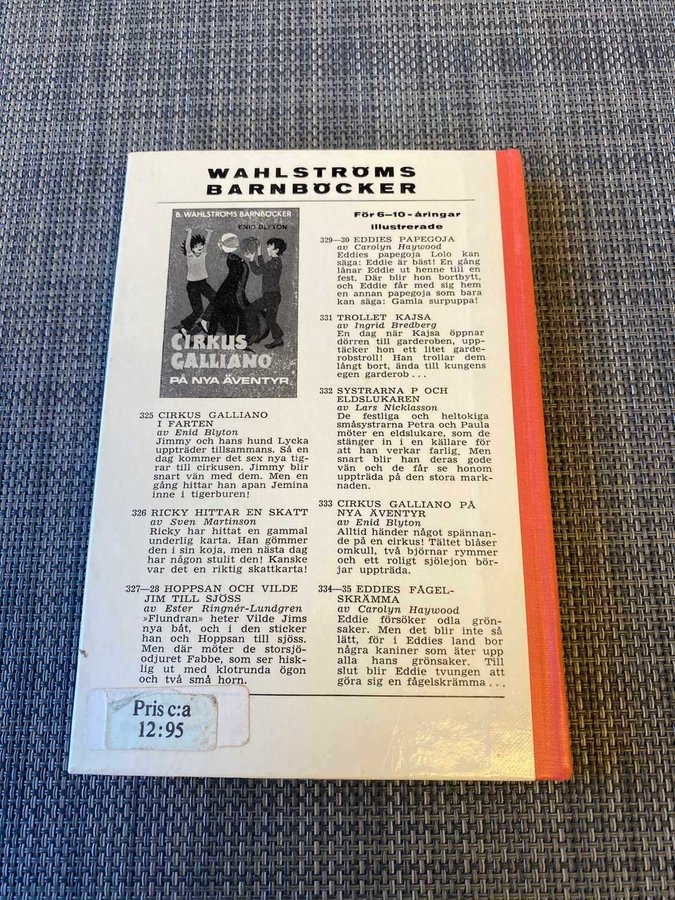 WAHLSTRÖMS
BARNBÖCKER
B. WAHLSTRÖMS BARNBÖCKER
ENID BLYTON
CIRKUS
GALLIANO
PÅ NYA ÄVENTYR
325 CIRKUS GALLIANO
I FARTEN
av Enid Blyton
Jimmy och hans hund Lycka
uppträder tillsammans. Så en
dag kommer det sex nya tig-
rar till cirkusen. Jimmy blir
snart vän med dem. Men en
gång hittar han apan Jemina
inne i tigerburen!
326 RICKY HITTAR EN SKATT
av Sven Martinson
Ricky har hittat en gammal
underlig karta. Han gömmer
den i sin koja, men nästa dag
har någon stulit den! Kanske
var det en riktig skattkarta!
327—28 HOPPSAN OCH VILDE
JIM TILL SJÖSS
av Ester Ringnér-Lundgren
»Flundran» heter Vilde Jims
nya båt, och i den sticker
han och Hoppsan till sjöss.
Men där möter de storsjö-
odjuret Fabbe, som ser hisk-
lig ut med klotrunda ögon
och två små horn.
För 6—10-åringar
illustrerade
329—30 EDDIES PAPEGOJA
av Carolyn Haywood
Eddies papegoja Lolo kan
säga: Eddie är bäst! En gång
lånar Eddie ut henne till en
fest. Där blir hon bortbytt,
och Eddie får med sig hem
en annan papegoja som bara
kan säga: Gamla surpuppa!
331 TROLLET KAJSA
av Ingrid Bredberg
En dag när Kajsa öppnar
dörren till garderoben, upp-
täcker hon ett litet garde-
robstroll! Han trollar dem
långt bort, ända till kungens
egen garderob . . .
332 SYSTRARNA P OCH
ELDSLUKAREN
av Lars Nicklasson
De festliga och heltokiga
småsystrarna Petra och Paula
möter en eldslukare, som de
stänger in i en källare för
att han verkar farlig. Men
snart blir han deras gode
vän och de får se honom
uppträda på den stora mark-
naden.
333 CIRKUS GALLIANO PÅ
NYA ÄVENTYR
av Enid Blyton
Alltid händer något spännan-
de på en cirkus! Tältet blåser
omkull, två björnar rymmer
och ett roligt sjölejon bör-
jar uppträda.
334—35 EDDIES FÅGEL-
SKRÄMMA
av Carolyn Haywood
Eddie försöker odla grön-
saker. Men det blir inte så
lätt, för i Eddies land bor
några kaniner som äter upp
alla hans grönsaker. Till
slut blir Eddie tvungen att
göra sig en fågelskrämma . . .
Pris c:a
12:95